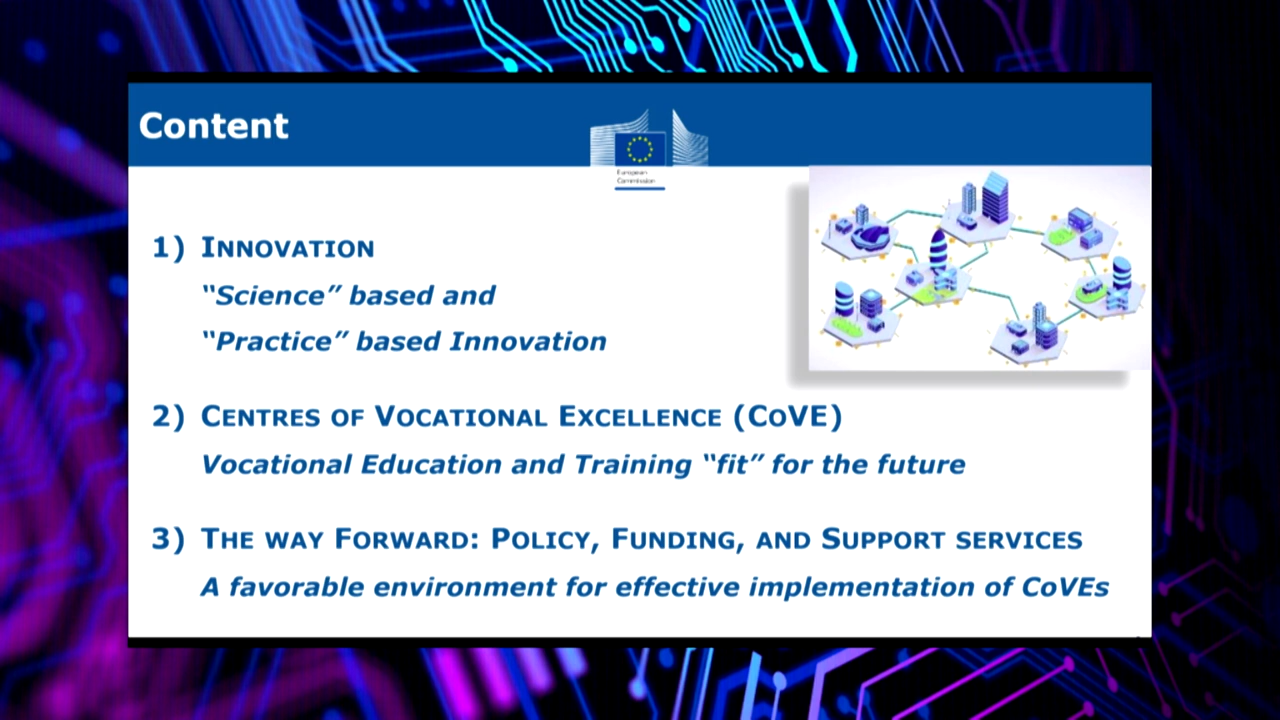 Content
European
Commission
1) INNOVATION
“Science” based and
“Practice” based Innovation
2) CENTRES OF VOCATIONAL EXCELLENCE (COVE)
Vocational Education and Training “fit” for the future
3) THE WAY FORWARD: POLICY, FUNDING, AND SUPPORT SERVICES
A favorable environment for effective implementation of CoVEs